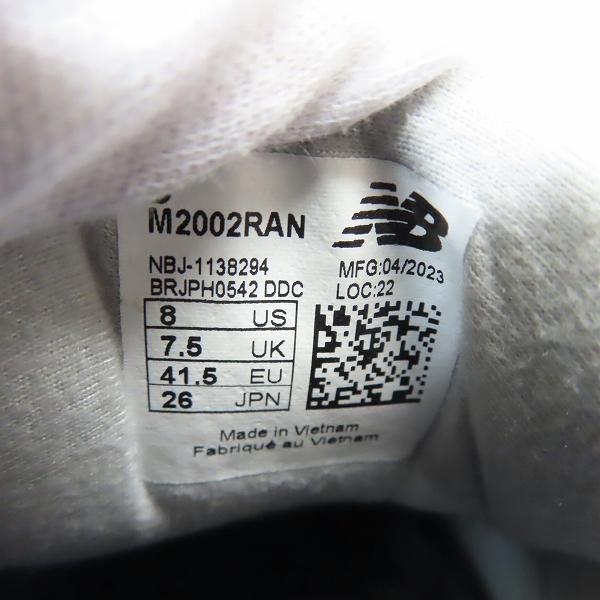 M2002RAN
NB
NBJ-1138294
MFG:04/2023
BRJPH0542 DDC
LOC:22
8 US
7.5 UK
41.5 EU
26 JPN
Made in Vietnam
Fabriqué au Vietnam